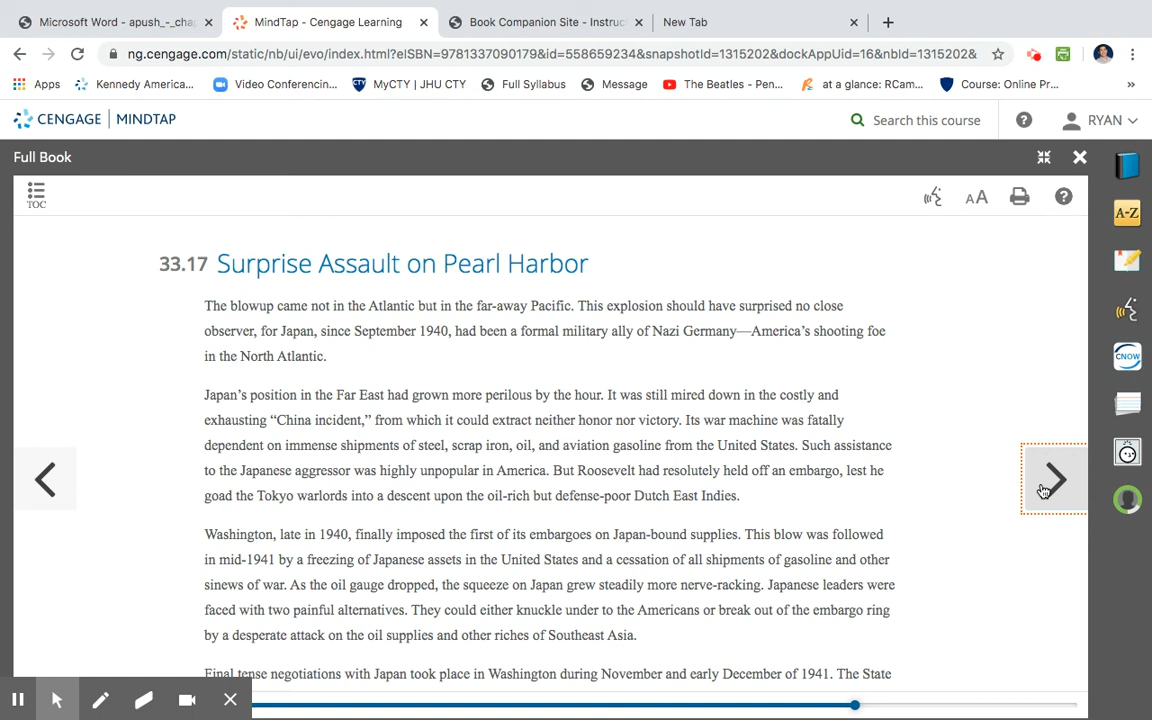 Microsoft Word - apush_-_cha
MindTap - Cengage Learning
Book Companion Site - Instruc
New Tab
ng.cengage.com/static/nb/ui/evo/index.html?eISBN=9781337090179&id=558659234&snapshotId=1315202&dockAppUid=16&nbId=1315202&
Apps
Kennedy America...
Video Conferencin...
CTY
MyCTY | JHU CTY
Full Syllabus
Message
The Beatles - Pen...
at a glance: RCam...
Course: Online Pr...
»
CENGAGE | MINDTAP
Search this course
RYAN
Full Book
TOC
AA
A-Z
CNOW
33.17 Surprise Assault on Pearl Harbor
The blowup came not in the Atlantic but in the far-away Pacific. This explosion should have surprised no close
observer, for Japan, since September 1940, had been a formal military ally of Nazi Germany—America's shooting foe
in the North Atlantic.
Japan's position in the Far East had grown more perilous by the hour. It was still mired down in the costly and
exhausting "China incident," from which it could extract neither honor nor victory. Its war machine was fatally
dependent on immense shipments of steel, scrap iron, oil, and aviation gasoline from the United States. Such assistance
to the Japanese aggressor was highly unpopular in America. But Roosevelt had resolutely held off an embargo, lest he
goad the Tokyo warlords into a descent upon the oil-rich but defense-poor Dutch East Indies.
Washington, late in 1940, finally imposed the first of its embargoes on Japan-bound supplies. This blow was followed
in mid-1941 by a freezing of Japanese assets in the United States and a cessation of all shipments of gasoline and other
sinews of war. As the oil gauge dropped, the squeeze on Japan grew steadily more nerve-racking. Japanese leaders were
faced with two painful alternatives. They could either knuckle under to the Americans or break out of the embargo ring
by a desperate attack on the oil supplies and other riches of Southeast Asia.
Final tense negotiations with Japan took place in Washington during November and early December of 1941. The State